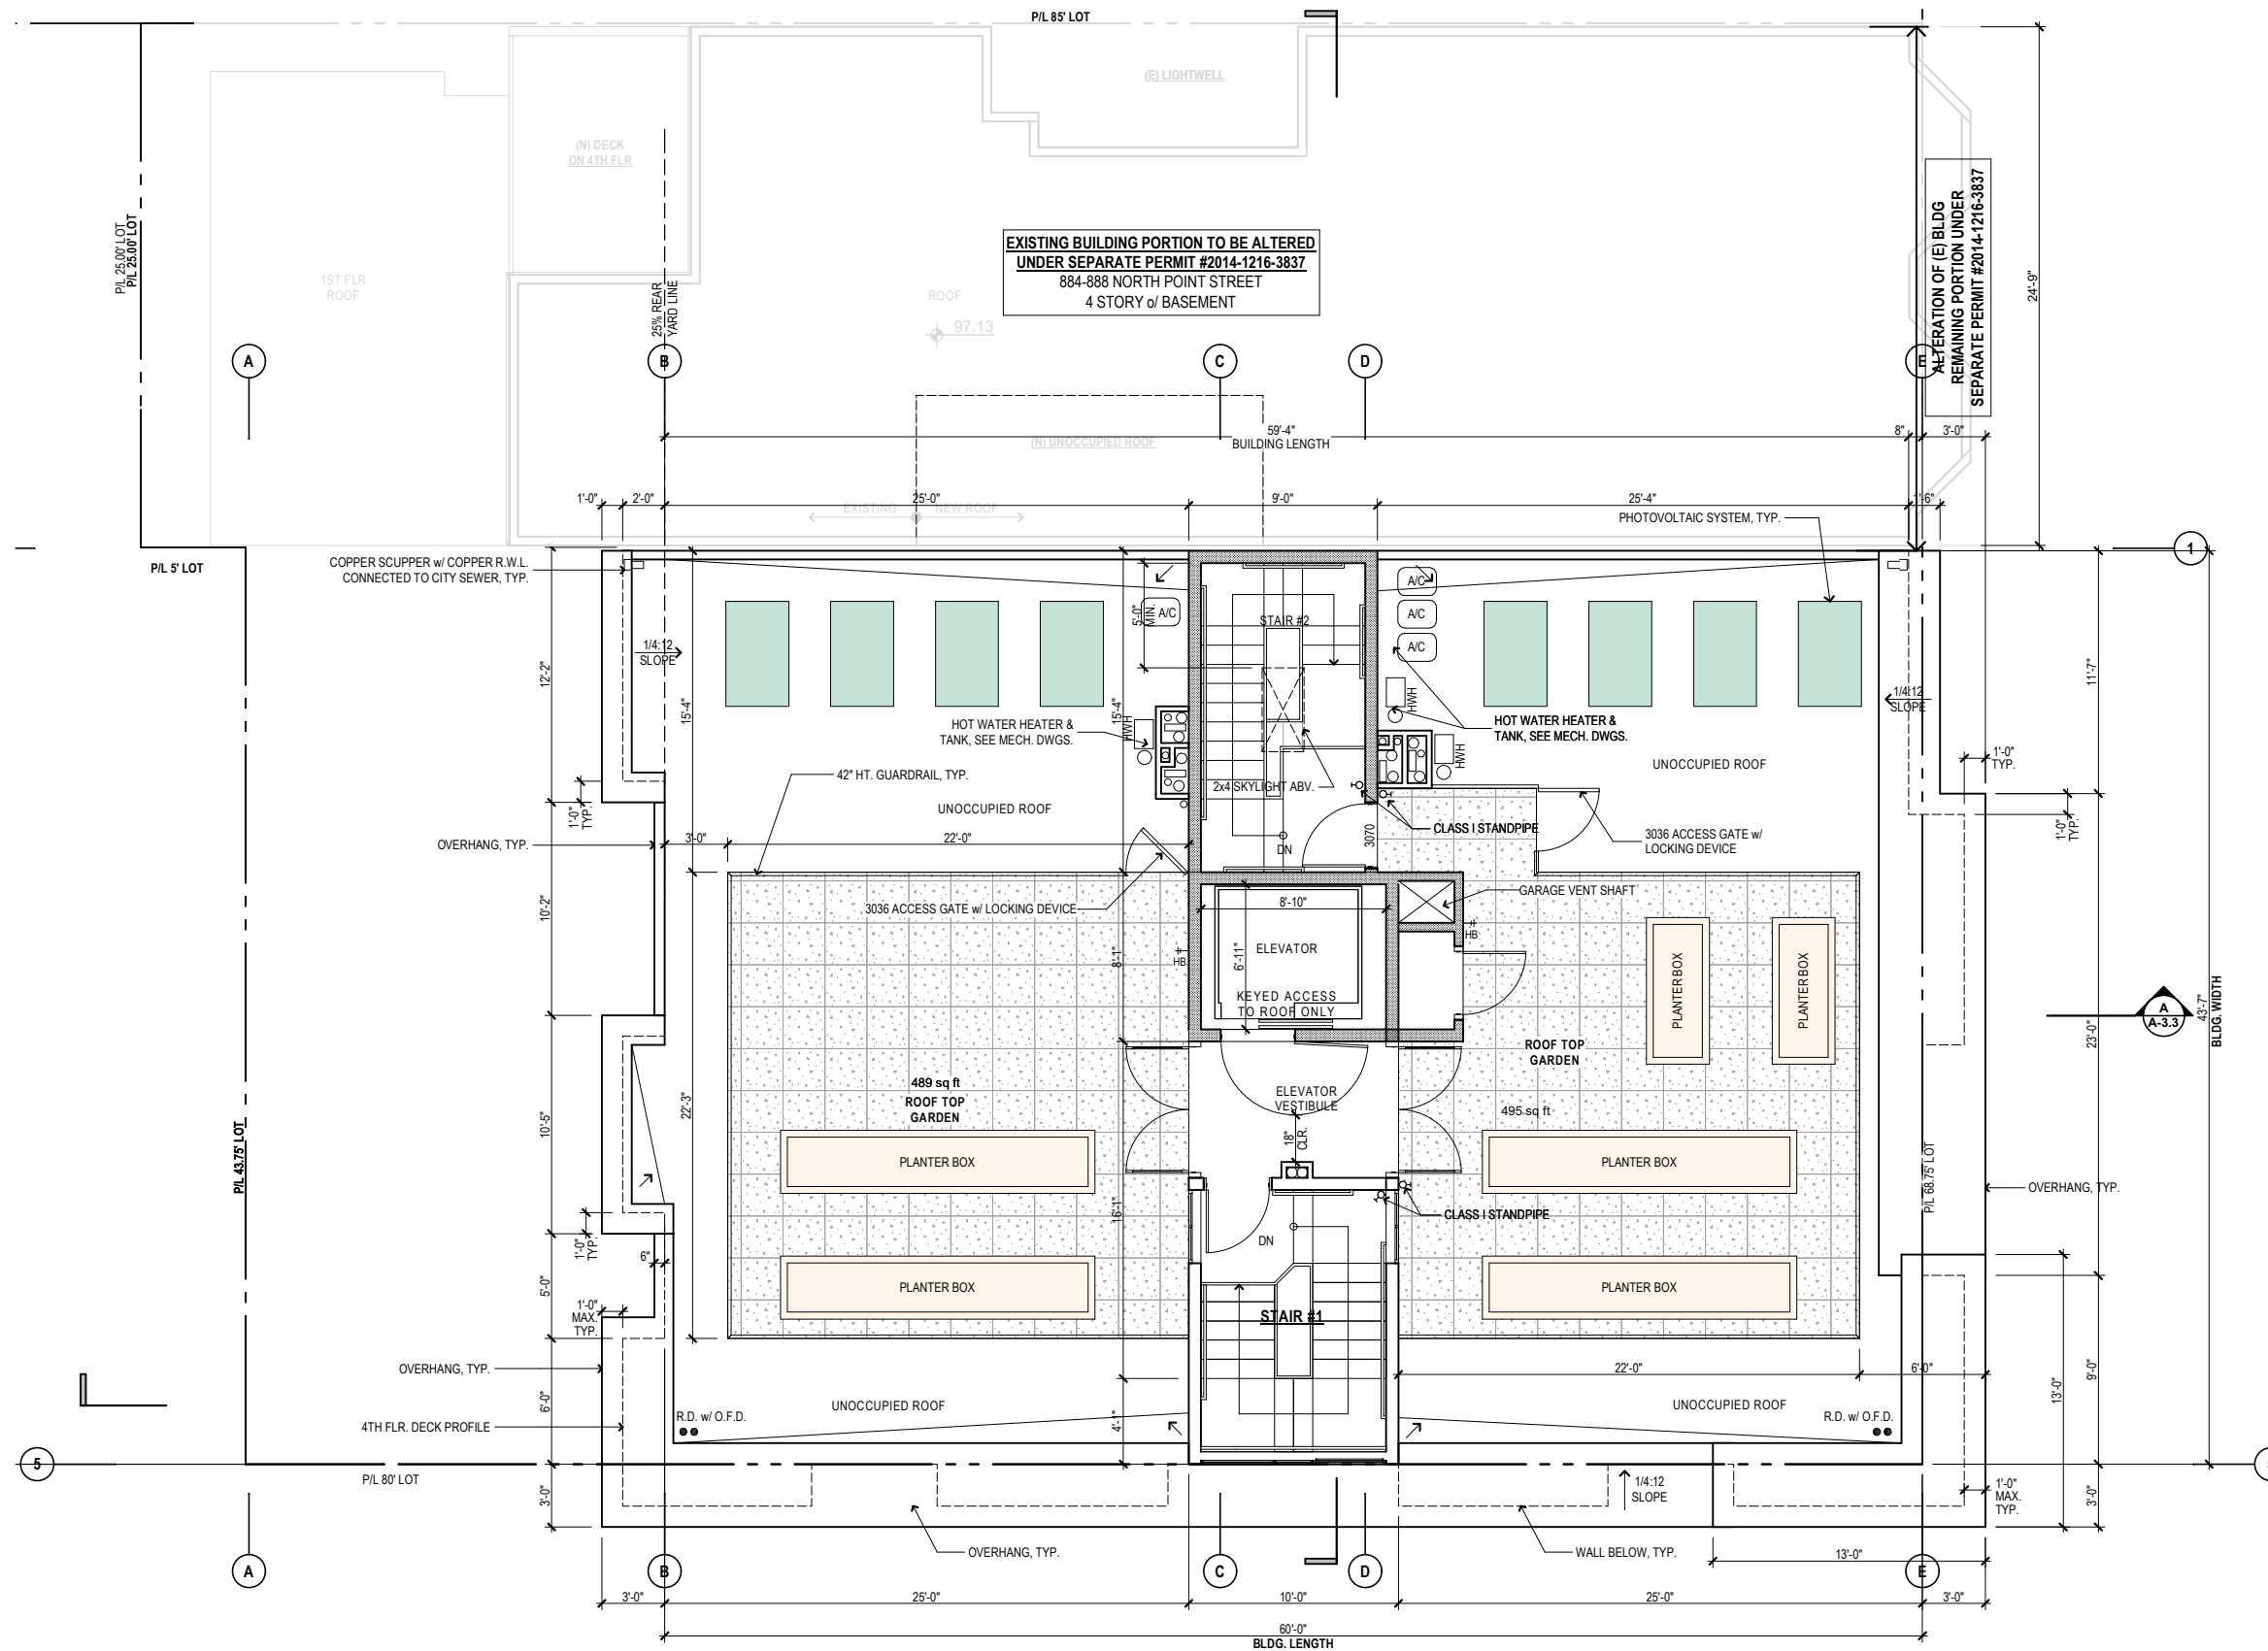 P/L 85' LOT
(E) LIGHTWELL
(N) DECK
ON 4TH FLR
P/L 25.00' LOT
P/L 25.00' LOT
1ST FLR
ROOF
25% REAR
YARD LINE
ROOF
97.13
EXISTING BUILDING PORTION TO BE ALTERED
UNDER SEPARATE PERMIT #2014-1216-3837
884-888 NORTH POINT STREET
4 STORY o/ BASEMENT
ALTERATION OF (E) BLDG
REMAINING PORTION UNDER
SEPARATE PERMIT #2014-1216-3837
24'-9"
A
B
C
D
E
59'-4"
BUILDING LENGTH
8"
3'-0"
(N) UNOCCUPIED ROOF
1'-0"
2'-0"
25'-0"
9'-0"
25'-4"
1'-6"
EXISTING
NEW ROOF
PHOTOVOLTAIC SYSTEM, TYP.
1
P/L 5' LOT
COPPER SCUPPER w/ COPPER R.W.L.
CONNECTED TO CITY SEWER, TYP.
A/C
A/C
A/C
A/C
5'-0"
MIN.
STAIR #2
1/4:12
SLOPE
1/4:12
SLOPE
12'-2"
15'-4"
15'-4"
11'-7"
HWH
HWH
HWH
HOT WATER HEATER &
TANK, SEE MECH. DWGS.
HOT WATER HEATER &
TANK, SEE MECH. DWGS.
42" HT. GUARDRAIL, TYP.
2x4 SKYLIGHT ABV.
UNOCCUPIED ROOF
UNOCCUPIED ROOF
1'-0"
TYP.
1'-0"
TYP.
1'-0"
TYP.
OVERHANG, TYP.
3'-0"
22'-0"
DN
3070
CLASS I STANDPIPE
3036 ACCESS GATE w/
LOCKING DEVICE
3036 ACCESS GATE w/ LOCKING DEVICE
GARAGE VENT SHAFT
10'-2"
8'-10"
8'-1"
6'-11"
HB
HB
ELEVATOR
KEYED ACCESS
TO ROOF ONLY
PLANTER BOX
PLANTER BOX
A
A-3.3
43'-7"
BLDG. WIDTH
23'-0"
ROOF TOP
GARDEN
495 sq ft
489 sq ft
ROOF TOP
GARDEN
ELEVATOR
VESTIBULE
18"
CLR.
10'-5"
22'-3"
P/L 43.75' LOT
P/L 68.75' LOT
PLANTER BOX
PLANTER BOX
OVERHANG, TYP.
16'-1"
CLASS I STANDPIPE
DN
1'-0"
TYP.
6"
5'-0"
1'-0"
MAX.
TYP.
PLANTER BOX
PLANTER BOX
STAIR #1
OVERHANG, TYP.
22'-0"
6'-0"
9'-0"
13'-0"
6'-0"
UNOCCUPIED ROOF
UNOCCUPIED ROOF
R.D. w/ O.F.D.
R.D. w/ O.F.D.
4TH FLR. DECK PROFILE
4'-1"
5
P/L 80' LOT
3'-0"
1/4:12
SLOPE
1'-0"
MAX.
TYP.
3'-0"
OVERHANG, TYP.
WALL BELOW, TYP.
13'-0"
A
B
C
D
E
3'-0"
25'-0"
10'-0"
25'-0"
3'-0"
60'-0"
BLDG. LENGTH